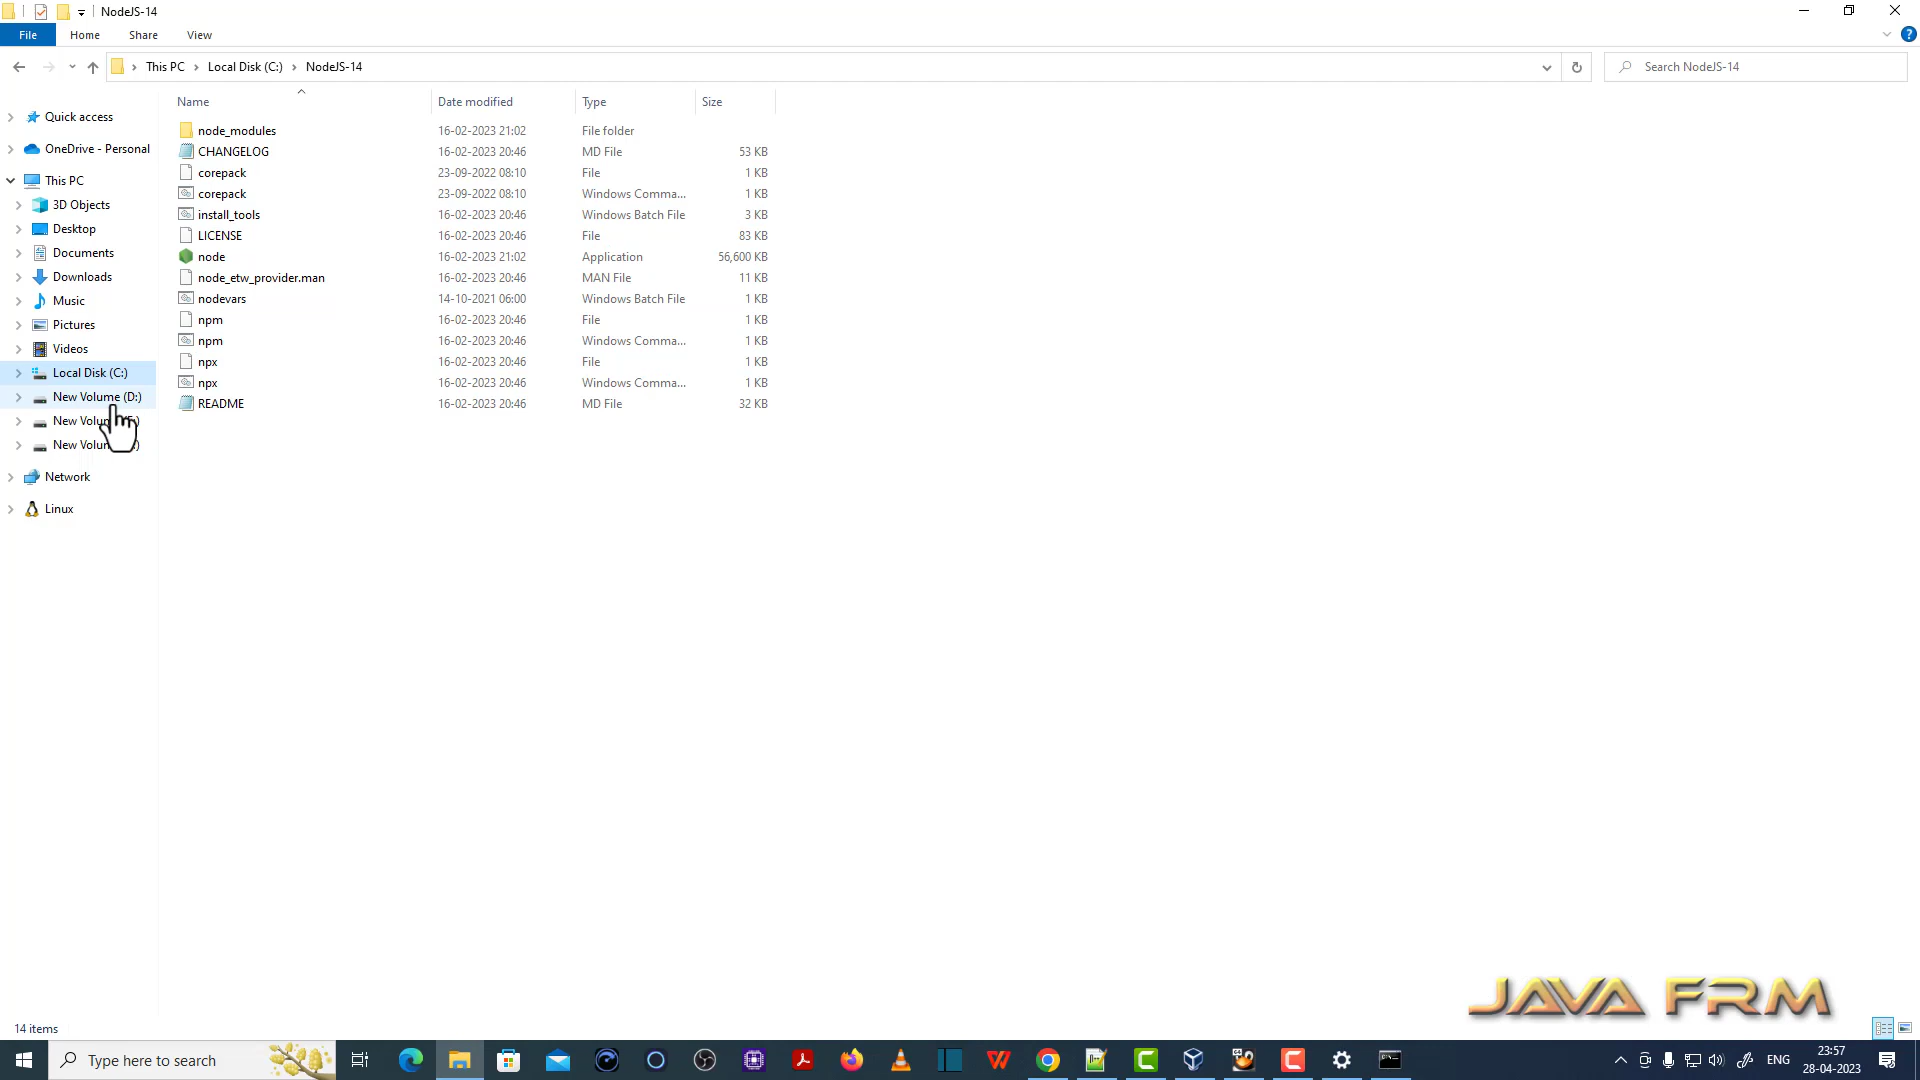 NodeJS-14
File Home Share View
This PC Local Disk (C:) NodeJS-14
Search NodeJS-14
Name Date modified Type Size
Quick access
OneDrive - Personal
This PC
3D Objects
Desktop
Documents
Downloads
Music
Pictures
Videos
Local Disk (C:)
New Volume (D:)
New
New
Network
Linux
node_modules 16-02-2023 21:02 File folder
CHANGELOG 16-02-2023 20:46 MD File 53 KB
corepack 23-09-2022 08:10 File 1 KB
corepack 23-09-2022 08:10 Windows Comma... 1 KB
install_tools 16-02-2023 20:46 Windows Batch File 3 KB
LICENSE 16-02-2023 20:46 File 83 KB
node 16-02-2023 21:02 Application 56,600 KB
node_etw_provider.man 16-02-2023 20:46 MAN File 11 KB
nodevars 14-10-2021 06:00 Windows Batch File 1 KB
npm 16-02-2023 20:46 File 1 KB
npm 16-02-2023 20:46 Windows Comma... 1 KB
npx 16-02-2023 20:46 File 1 KB
npx 16-02-2023 20:46 Windows Comma... 1 KB
README 16-02-2023 20:46 MD File 32 KB
JAVA FRM
14 items
Type here to search
ENG
23:57
28-04-2023